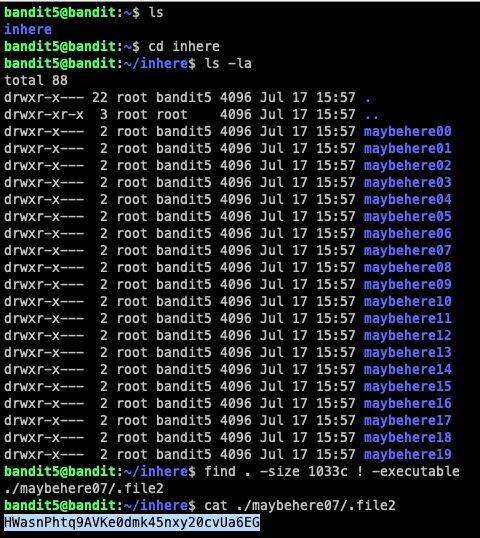 bandit5@bandit:~$ ls
inhere
bandit5@bandit:~$ cd inhere
bandit5@bandit:~/inhere$ ls -la
total 88
drwxr-x--- 22 root bandit5 4096 Jul 17 15:57 .
drwxr-xr-x  3 root root    4096 Jul 17 15:57 ..
drwxr-x---  2 root bandit5 4096 Jul 17 15:57 maybehere00
drwxr-x---  2 root bandit5 4096 Jul 17 15:57 maybehere01
drwxr-x---  2 root bandit5 4096 Jul 17 15:57 maybehere02
drwxr-x---  2 root bandit5 4096 Jul 17 15:57 maybehere03
drwxr-x---  2 root bandit5 4096 Jul 17 15:57 maybehere04
drwxr-x---  2 root bandit5 4096 Jul 17 15:57 maybehere05
drwxr-x---  2 root bandit5 4096 Jul 17 15:57 maybehere06
drwxr-x---  2 root bandit5 4096 Jul 17 15:57 maybehere07
drwxr-x---  2 root bandit5 4096 Jul 17 15:57 maybehere08
drwxr-x---  2 root bandit5 4096 Jul 17 15:57 maybehere09
drwxr-x---  2 root bandit5 4096 Jul 17 15:57 maybehere10
drwxr-x---  2 root bandit5 4096 Jul 17 15:57 maybehere11
drwxr-x---  2 root bandit5 4096 Jul 17 15:57 maybehere12
drwxr-x---  2 root bandit5 4096 Jul 17 15:57 maybehere13
drwxr-x---  2 root bandit5 4096 Jul 17 15:57 maybehere14
drwxr-x---  2 root bandit5 4096 Jul 17 15:57 maybehere15
drwxr-x---  2 root bandit5 4096 Jul 17 15:57 maybehere16
drwxr-x---  2 root bandit5 4096 Jul 17 15:57 maybehere17
drwxr-x---  2 root bandit5 4096 Jul 17 15:57 maybehere18
drwxr-x---  2 root bandit5 4096 Jul 17 15:57 maybehere19
bandit5@bandit:~/inhere$ find . -size 1033c ! -executable
./maybehere07/.file2
bandit5@bandit:~/inhere$ cat ./maybehere07/.file2
HWasnPhtq9AVKe0dmk45nxy20cvUa6EG